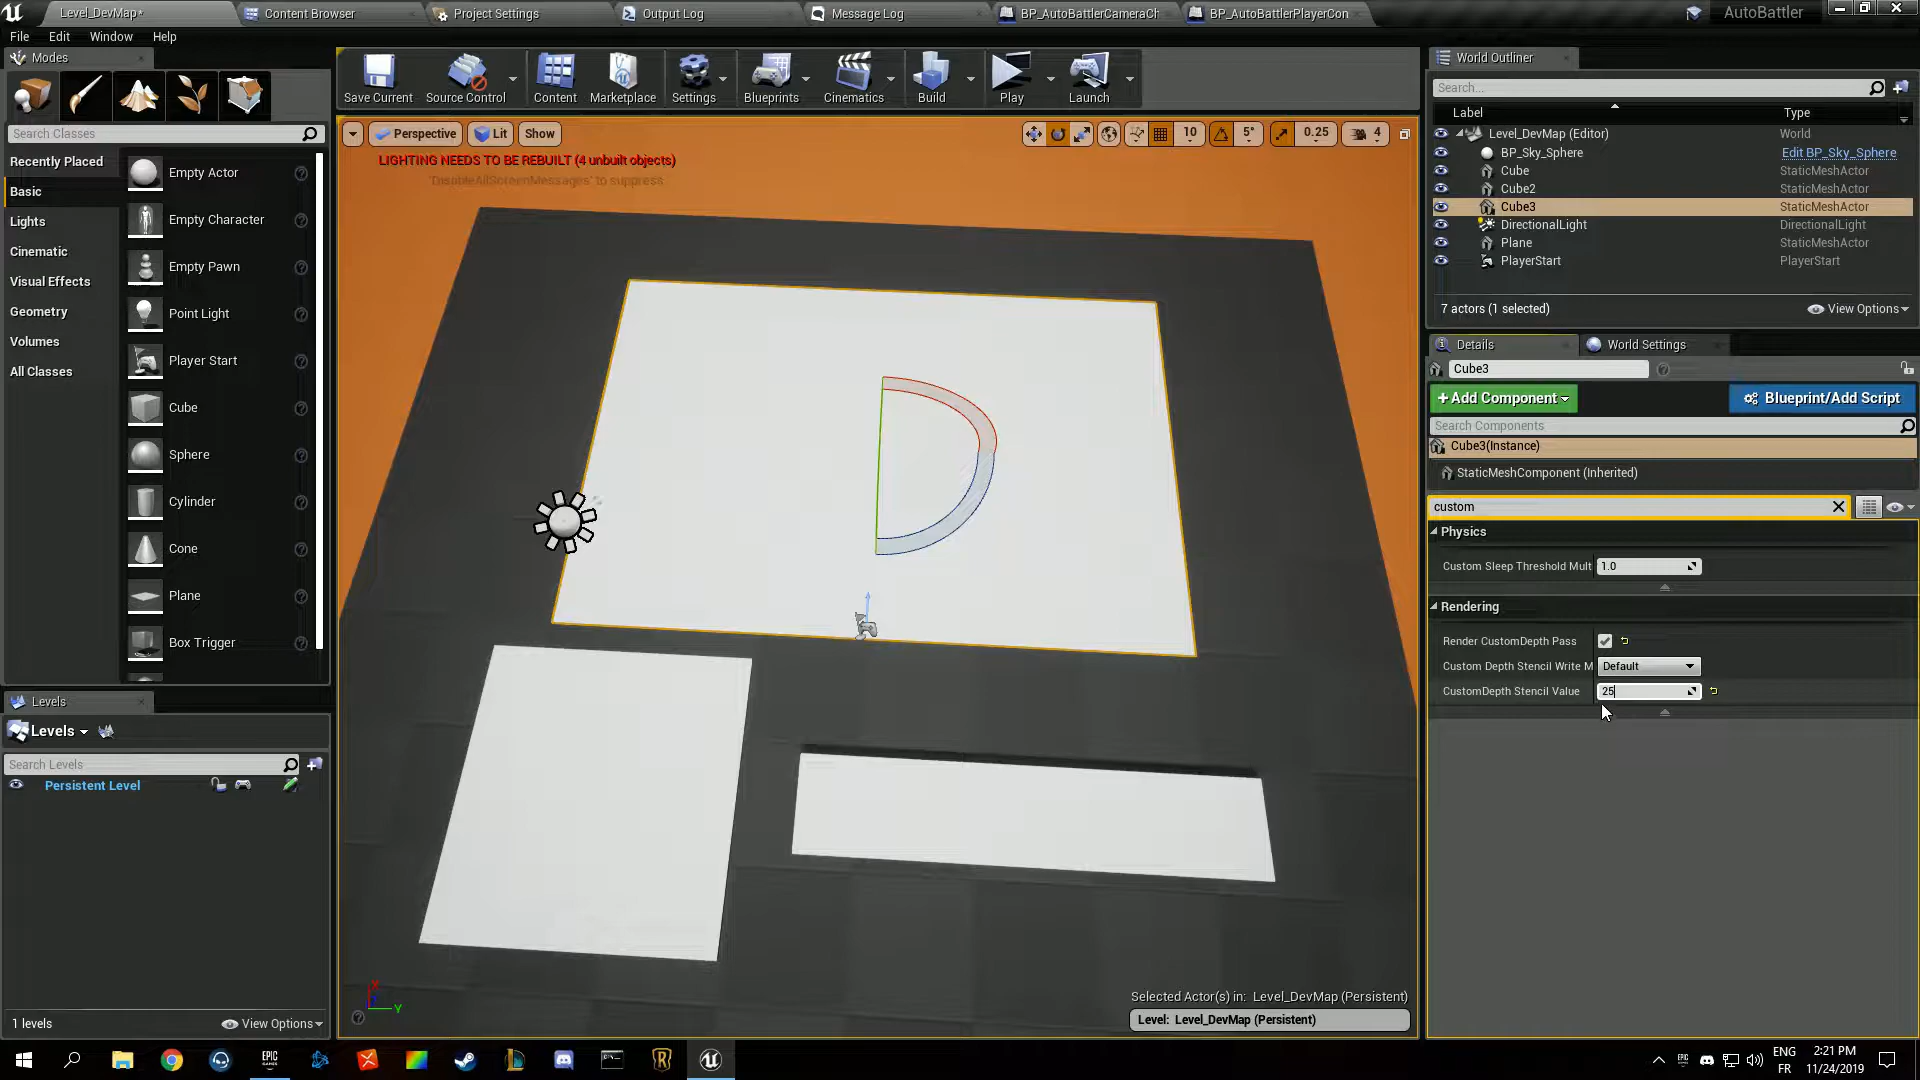 Level_DevMap*
Content Browser
Project Settings
Output Log
Message Log
BP_AutoBattlerCameraCh
BP_AutoBattlerPlayerCon
AutoBattler
File
Edit
Window
Help
Modes
Search Classes
Recently Placed
Basic
Lights
Cinematic
Visual Effects
Geometry
Volumes
All Classes
Empty Actor
Empty Character
Empty Pawn
Point Light
Player Start
Cube
Sphere
Cylinder
Cone
Plane
Box Trigger
Levels
Levels
Search Levels
Persistent Level
1 levels
View Options
Save Current
Source Control
Content
Marketplace
Settings
Blueprints
Cinematics
Build
Play
Launch
Perspective
Lit
Show
10
5°
0.25
4
LIGHTING NEEDS TO BE REBUILT (4 unbuilt objects)
'DisableAllScreenMessages' to suppress
X
Y
Selected Actor(s) in: Level_DevMap (Persistent)
Level: Level_DevMap (Persistent)
World Outliner
Search...
Label
Type
Level_DevMap (Editor)
World
BP_Sky_Sphere
Edit BP_Sky_Sphere
Cube
StaticMeshActor
Cube2
StaticMeshActor
Cube3
StaticMeshActor
DirectionalLight
DirectionalLight
Plane
StaticMeshActor
PlayerStart
PlayerStart
7 actors (1 selected)
View Options
Details
World Settings
Cube3
+Add Component
Blueprint/Add Script
Search Components
Cube3(Instance)
StaticMeshComponent (Inherited)
custom
Physics
Custom Sleep Threshold Mult
1.0
Rendering
Render CustomDepth Pass
Custom Depth Stencil Write M
Default
CustomDepth Stencil Value
25
EPIC
GAMES
ENG
FR
2:21 PM
11/24/2019